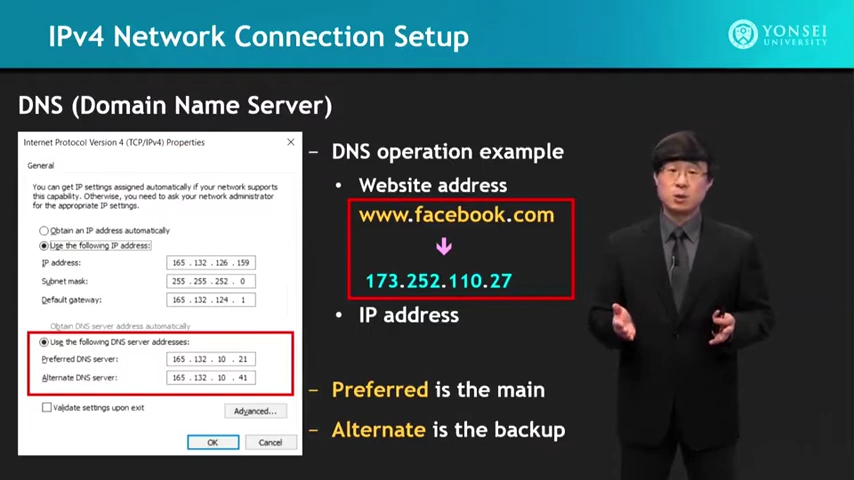 IPv4 Network Connection Setup
YONSEI
UNIVERSITY
DNS (Domain Name Server)
Internet Protocol Version 4 (TCP/IPv4) Properties
General
You can get IP settings assigned automatically if your network supports
this capability. Otherwise, you need to ask your network administrator
for the appropriate IP settings.
Obtain an IP address automatically
Use the following IP address:
IP address: 165 . 132 . 126 . 159
Subnet mask: 255 . 255 . 252 . 0
Default gateway: 165 . 132 . 124 . 1
Obtain DNS server address automatically
Use the following DNS server addresses:
Preferred DNS server: 165 . 132 . 10 . 21
Alternate DNS server: 165 . 132 . 10 . 41
Validate settings upon exit
Advanced...
OK Cancel
– DNS operation example
• Website address
www.facebook.com
173.252.110.27
• IP address
– Preferred is the main
– Alternate is the backup